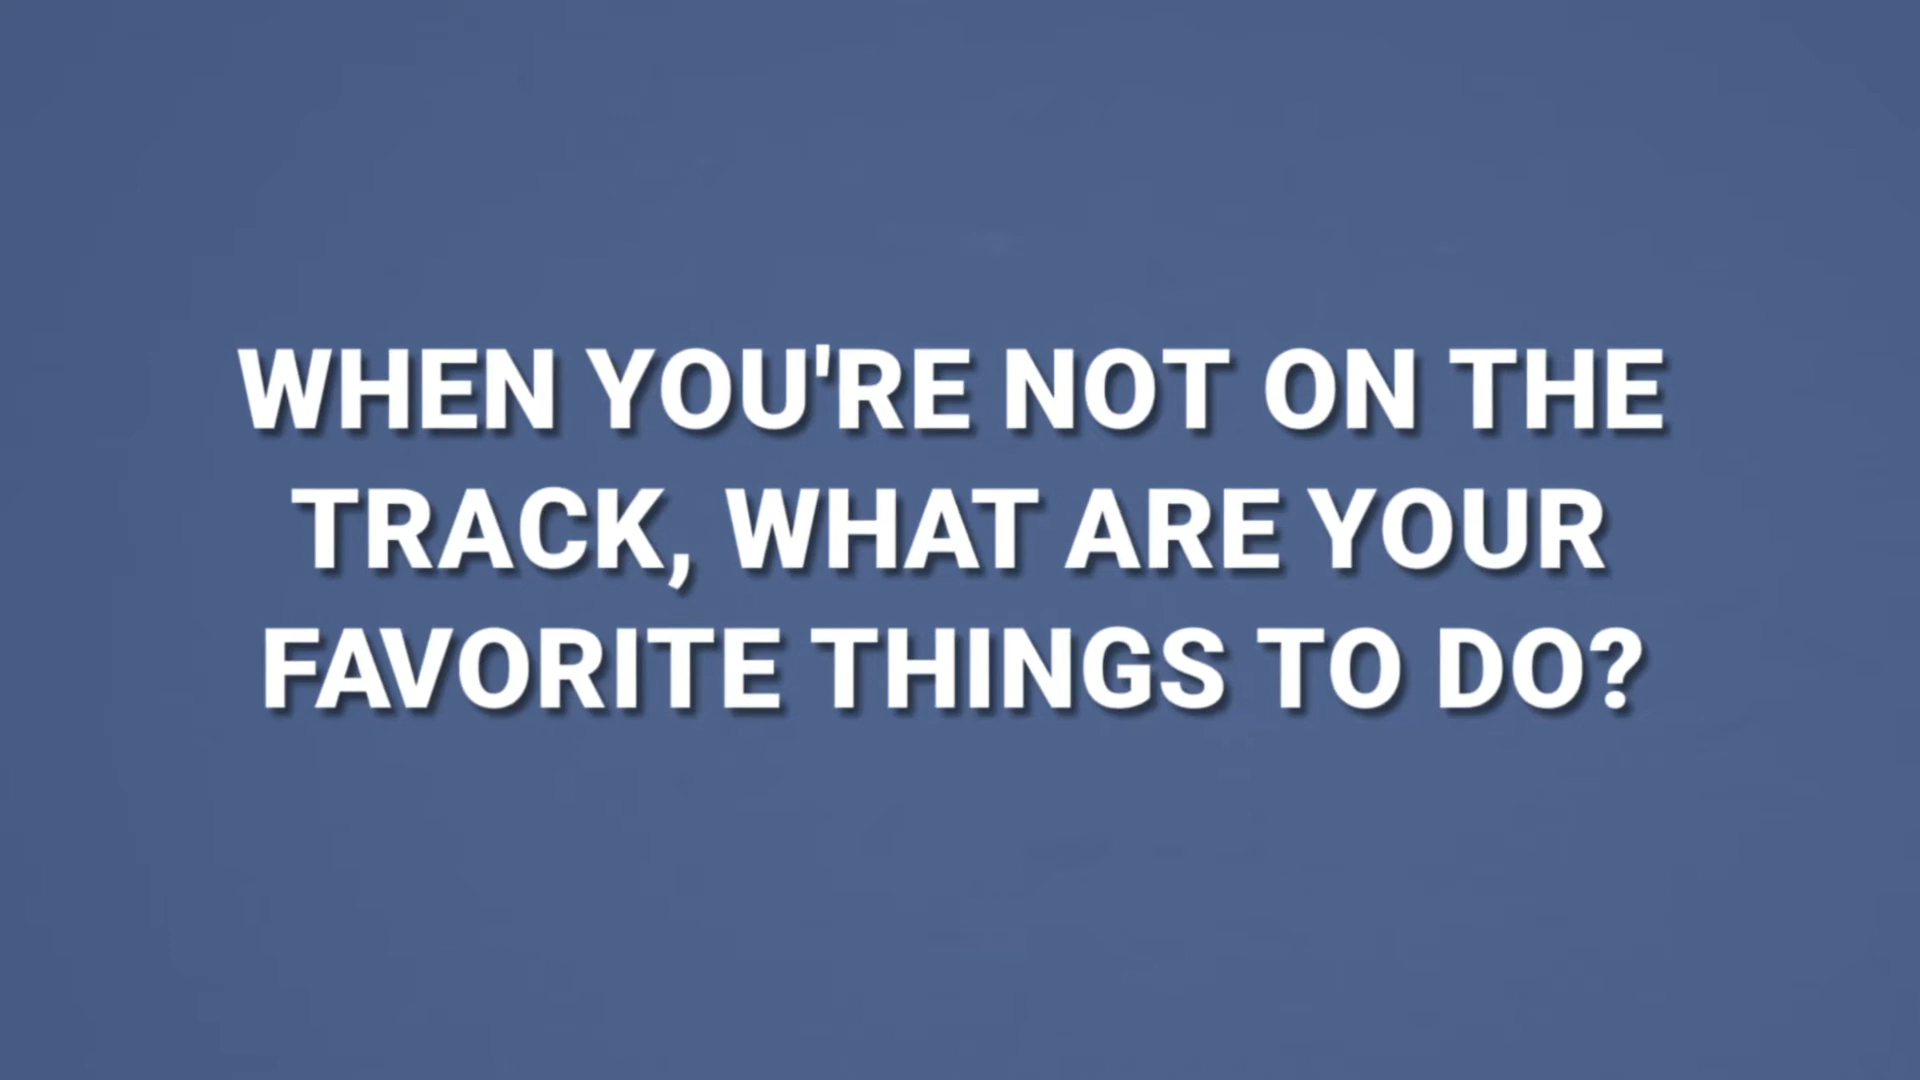 WHEN YOU'RE NOT ON THE
TRACK, WHAT ARE YOUR
FAVORITE THINGS TO DO?